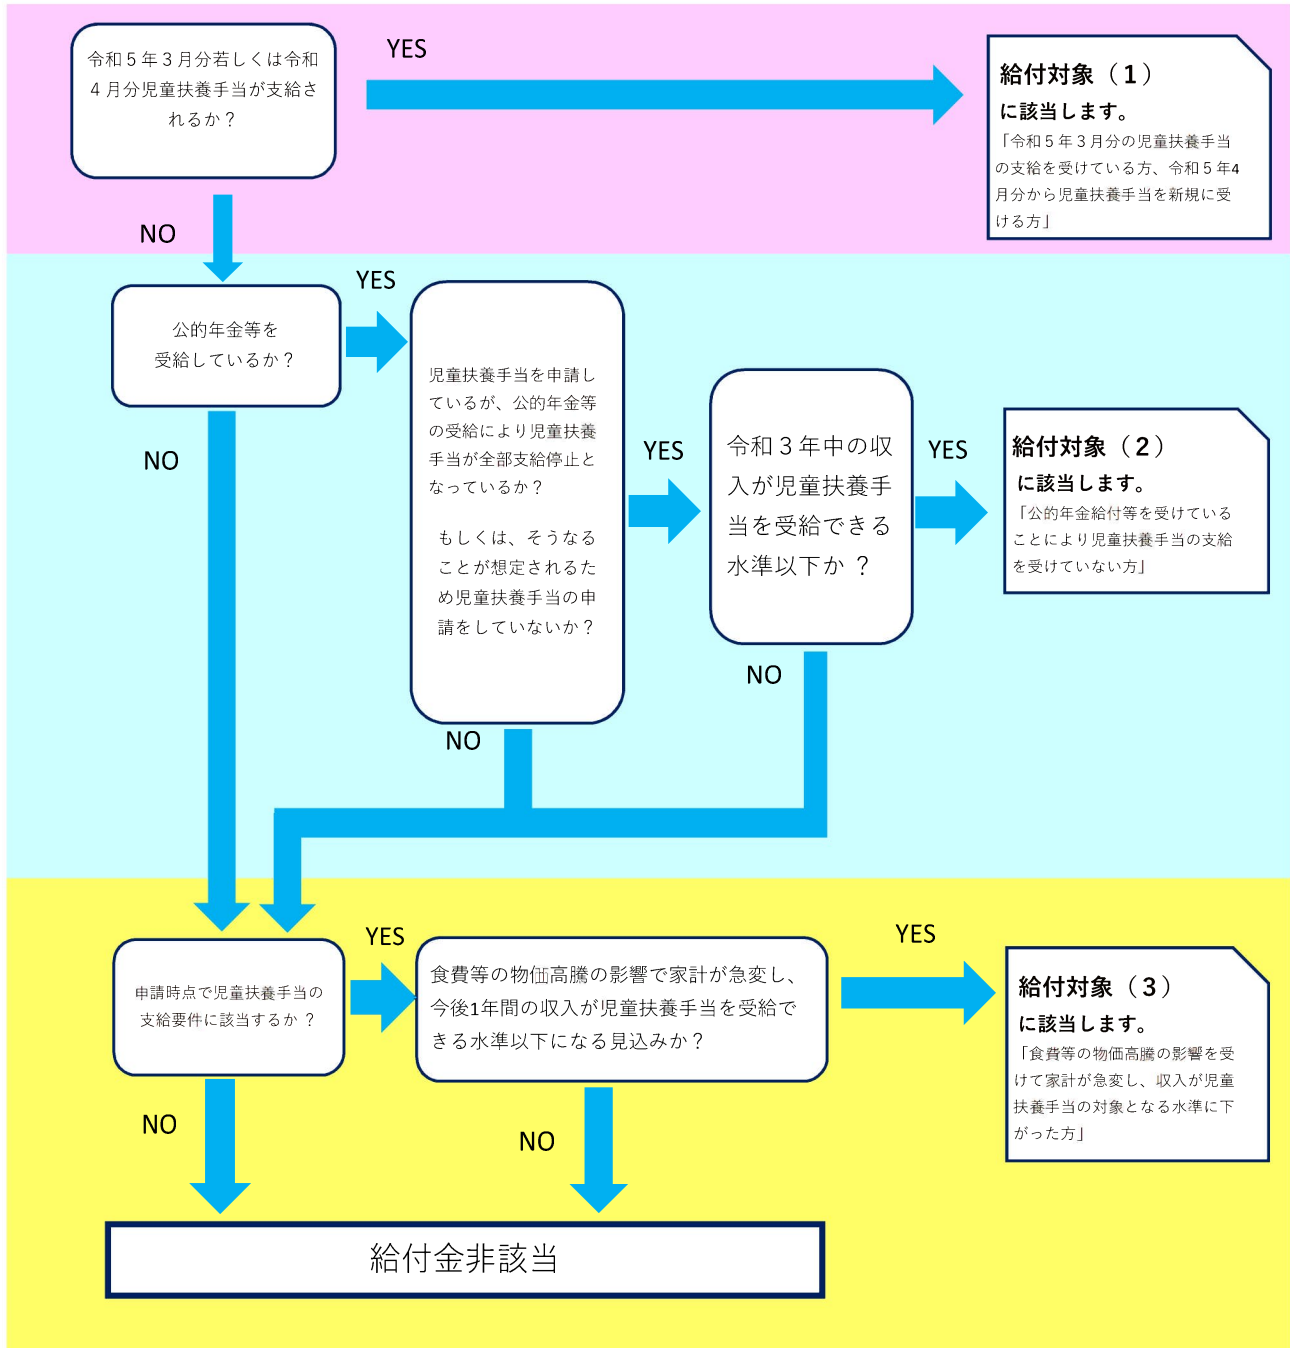 令和５年３月分若しくは令和
４月分児童扶養手当が支給さ
れるか？
YES
給付対象（１）
に該当します。
「令和５年３月分の児童扶養手当
の支給を受けている方、令和５年4
月分から児童扶養手当を新規に受
ける方」
NO
公的年金等を
受給しているか？
YES
児童扶養手当を申請し
ているが、公的年金等
の受給により児童扶養
手当が全部支給停止と
なっているか？
もしくは、そうなる
ことが想定されるた
め児童扶養手当の申
請をしていないか？
YES
令和３年中の収
入が児童扶養手
当を受給できる
水準以下か ？
YES
給付対象（２）
に該当します。
「公的年金給付等を受けている
ことにより児童扶養手当の支給
を受けていない方」
NO
NO
NO
申請時点で児童扶養手当の
支給要件に該当するか ？
YES
食費等の物価高騰の影響で家計が急変し、
今後1年間の収入が児童扶養手当を受給で
きる水準以下になる見込みか？
YES
給付対象（３）
に該当します。
「食費等の物価高騰の影響を受
けて家計が急変し、収入が児童
扶養手当の対象となる水準に下
がった方」
NO
NO
給付金非該当